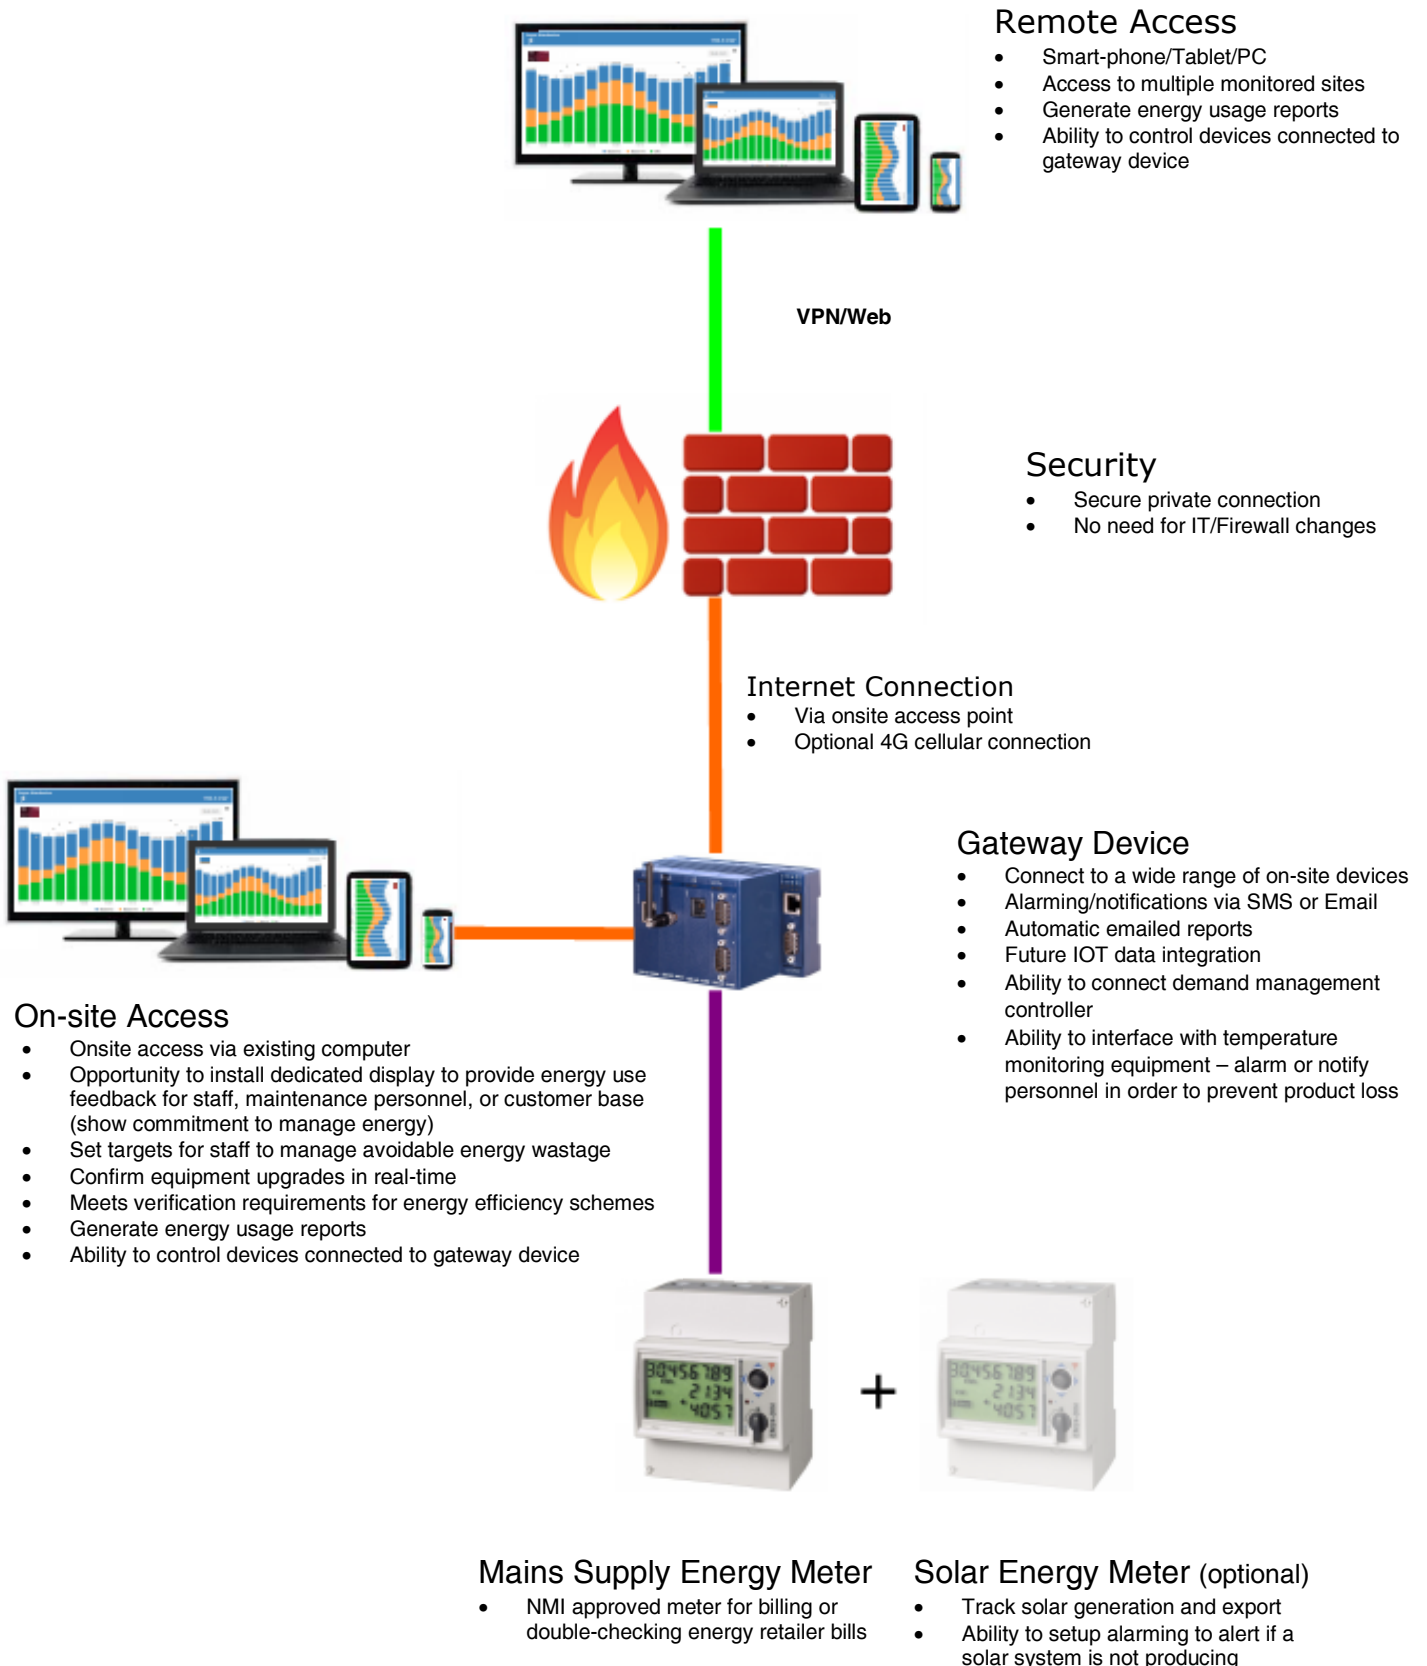 Remote Access
• Smart-phone/Tablet/PC
• Access to multiple monitored sites
• Generate energy usage reports
• Ability to control devices connected to
gateway device
VPN/Web
Security
• Secure private connection
• No need for IT/Firewall changes
Internet Connection
• Via onsite access point
• Optional 4G cellular connection
Gateway Device
• Connect to a wide range of on-site devices
• Alarming/notifications via SMS or Email
• Automatic emailed reports
• Future IOT data integration
• Ability to connect demand management
controller
• Ability to interface with temperature
monitoring equipment – alarm or notify
personnel in order to prevent product loss
On-site Access
• Onsite access via existing computer
• Opportunity to install dedicated display to provide energy use
feedback for staff, maintenance personnel, or customer base
(show commitment to manage energy)
• Set targets for staff to manage avoidable energy wastage
• Confirm equipment upgrades in real-time
• Meets verification requirements for energy efficiency schemes
• Generate energy usage reports
• Ability to control devices connected to gateway device
30456789
2134
4057
+
30456789
2134
4057
Mains Supply Energy Meter
• NMI approved meter for billing or
double-checking energy retailer bills
Solar Energy Meter (optional)
• Track solar generation and export
• Ability to setup alarming to alert if a
solar system is not producing